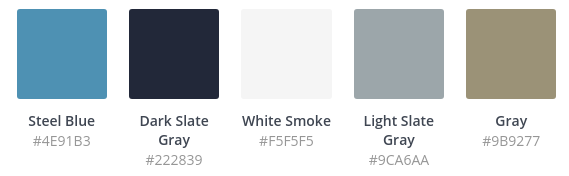 Steel Blue
#4E91B3
Dark Slate
Gray
#222839
White Smoke
#F5F5F5
Light Slate
Gray
#9CA6AA
Gray
#9B9277